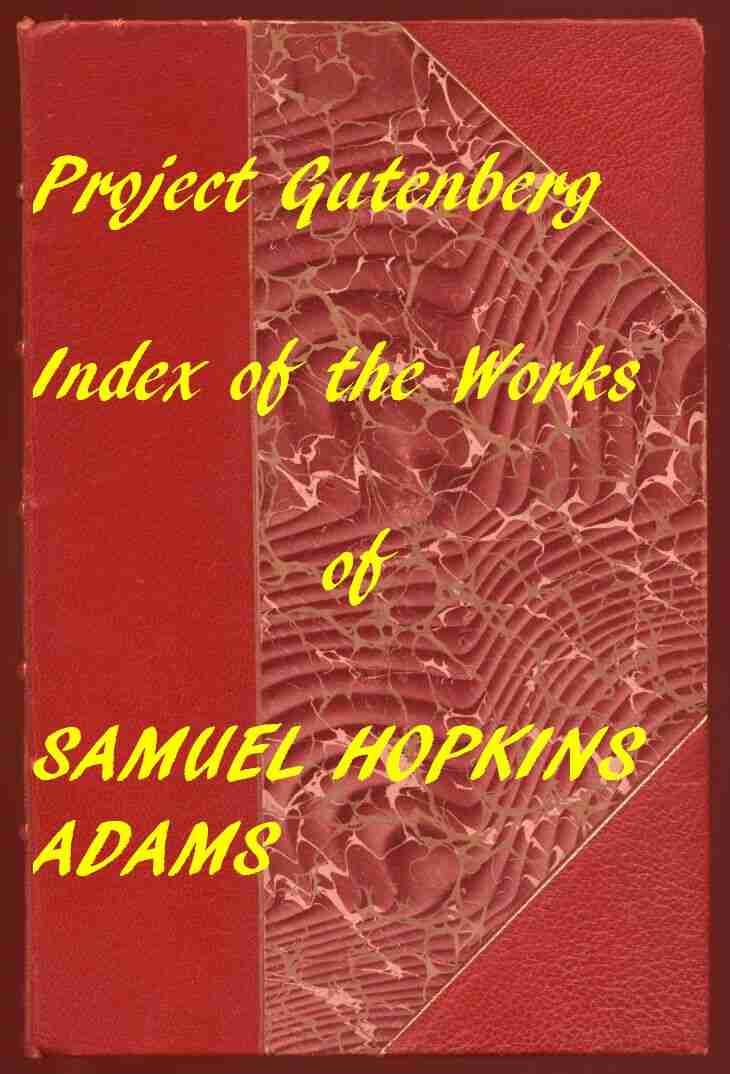 Project Gutenberg
Index of the Works
of
SAMUEL HOPKINS
ADAMS